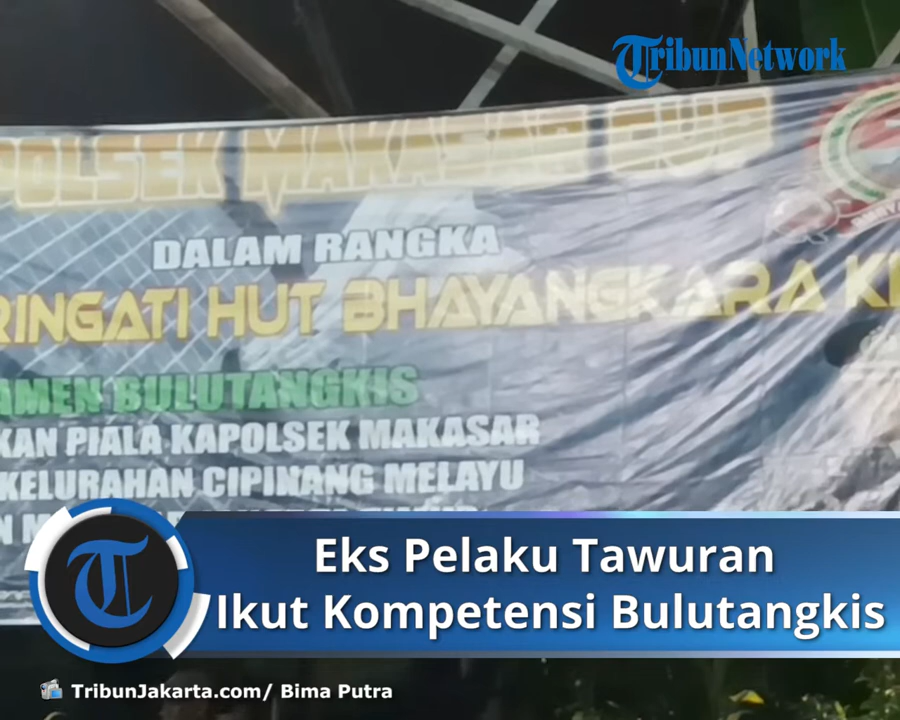 TribunNetwork
POLSEK MAKASAR CUP
DALAM RANGKA
RINGATI HUT BHAYANGKARA
AMEN BULUTANGKIS
KAN PIALA KAPOLSEK MAKASAR
KELURAHAN CIPINANG MELAYU
Eks Pelaku Tawuran
Ikut Kompetensi Bulutangkis
TribunJakarta.com/ Bima Putra